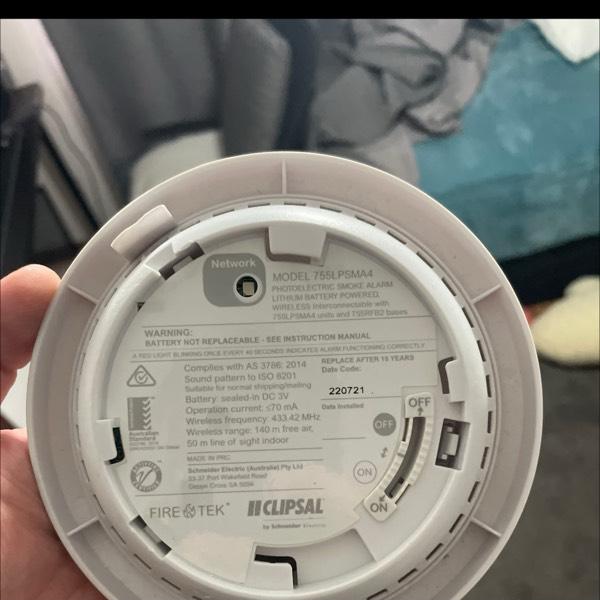 Network
MODEL 755LPSMA4
PHOTOELECTRIC SMOKE ALARM
LITHIUM BATTERY POWERED,
WIRELESS interconnectable with
755LPSMA4 units and 755RFB2 bases
WARNING:
BATTERY NOT REPLACEABLE - SEE INSTRUCTION MANUAL
A RED LIGHT BLINKING ONCE EVERY 40 SECONDS INDICATES ALARM FUNCTIONING CORRECTLY
Complies with AS 3786: 2014
Sound pattern to ISO 8201
Suitable for normal shipping/mailing
Battery: sealed-in DC 3V
Operation current: ≤70 mA
Wireless frequency: 433.42 MHz
Wireless range: 140 m free air,
50 m line of sight indoor
REPLACE AFTER 10 YEARS
Date Code:
220721
Date Installed
OFF
OFF
ON
ON
Australian
Standard
MADE IN PRC
Schneider Electric (Australia) Pty Ltd
33-37 Port Wakefield Road
Gepps Cross SA 5094
FIRE TEK
CLIPSAL
by Schneider Electric